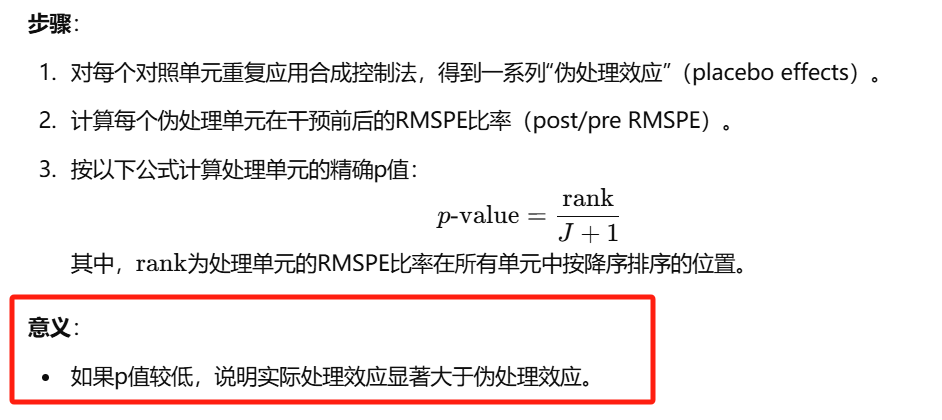 步骤：
1. 对每个对照单元重复应用合成控制法，得到一系列“伪处理效应”（placebo effects）。
2. 计算每个伪处理单元在干预前后的RMSPE比率（post/pre RMSPE）。
3. 按以下公式计算处理单元的精确p值：
p-value = rank / J + 1
其中，rank为处理单元的RMSPE比率在所有单元中按降序排序的位置。
意义：
• 如果p值较低，说明实际处理效应显著大于伪处理效应。